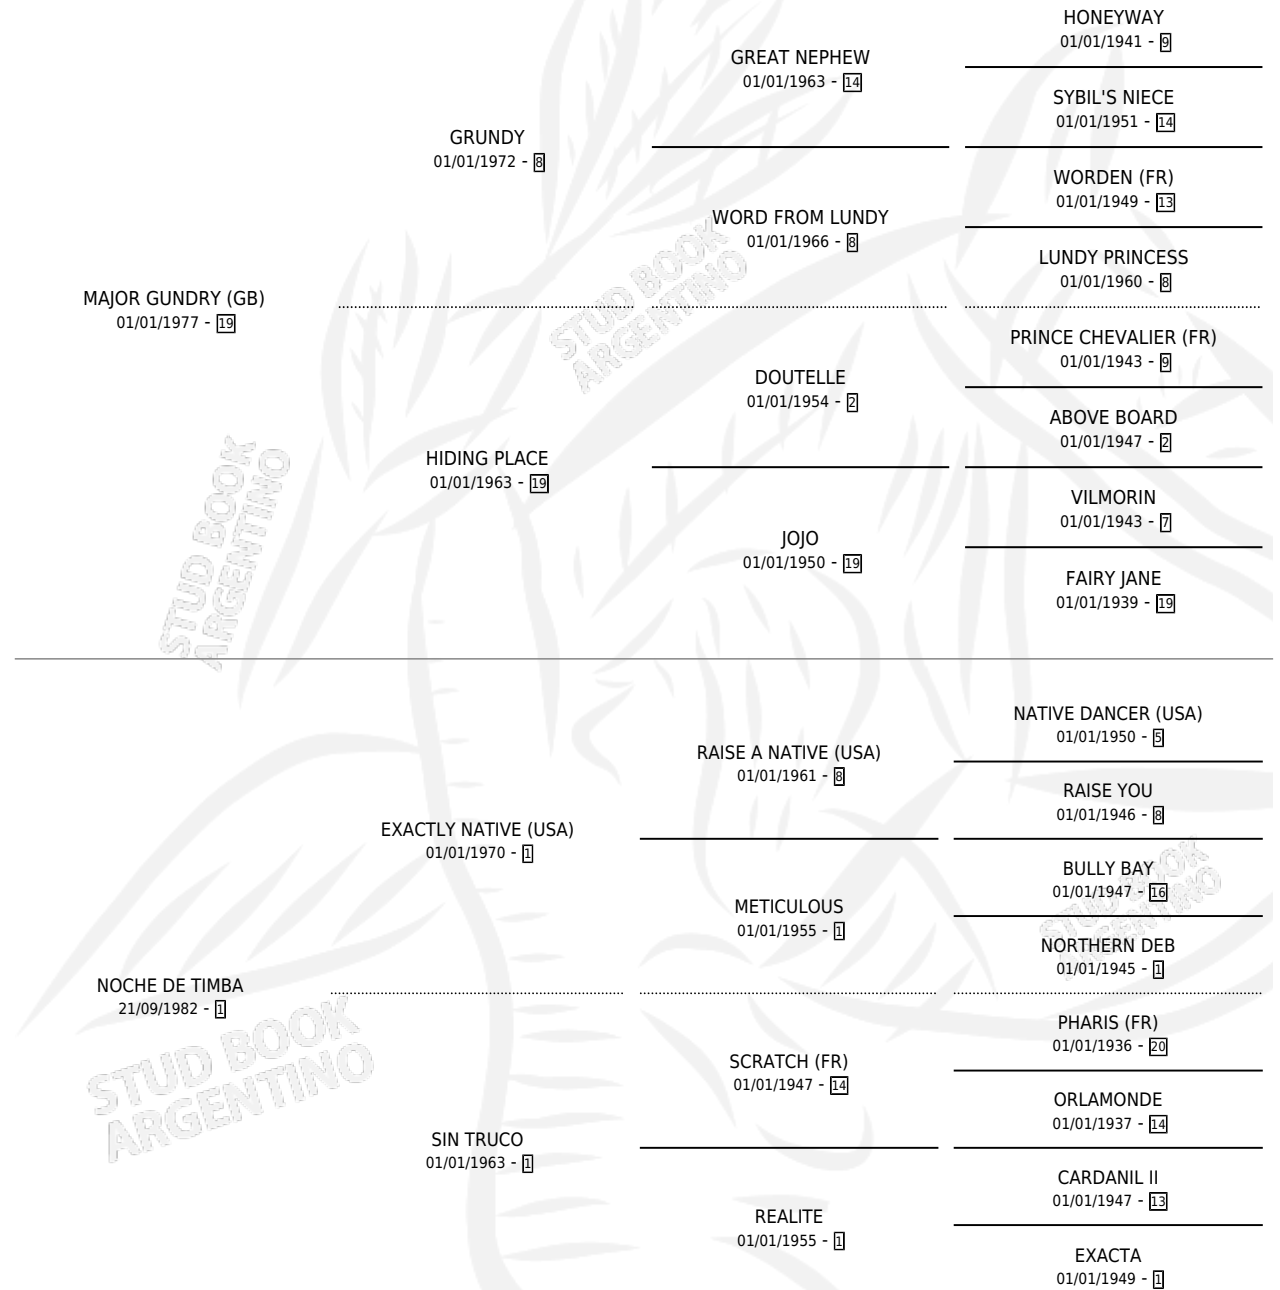 HONEYWAY
01/01/1941 - 9
GREAT NEPHEW
01/01/1963 - 14
SYBIL'S NIECE
01/01/1951 - 14
GRUNDY
01/01/1972 - 8
WORDEN (FR)
01/01/1949 - 13
WORD FROM LUNDY
01/01/1966 - 8
LUNDY PRINCESS
01/01/1960 - 8
MAJOR GUNDRY (GB)
01/01/1977 - 19
PRINCE CHEVALIER (FR)
01/01/1943 - 9
DOUTELLE
01/01/1954 - 2
ABOVE BOARD
01/01/1947 - 2
HIDING PLACE
01/01/1963 - 19
VILMORIN
01/01/1943 - 7
JOJO
01/01/1950 - 19
FAIRY JANE
01/01/1939 - 19
STUD BOOK
ARGENTINO
STUD BOOK
ARGENTINO
NATIVE DANCER (USA)
01/01/1950 - 5
RAISE A NATIVE (USA)
01/01/1961 - 8
RAISE YOU
01/01/1946 - 8
EXACTLY NATIVE (USA)
01/01/1970 - 1
BULLY BAY
01/01/1947 - 16
METICULOUS
01/01/1955 - 1
NORTHERN DEB
01/01/1945 - 1
NOCHE DE TIMBA
21/09/1982 - 1
PHARIS (FR)
01/01/1936 - 20
SCRATCH (FR)
01/01/1947 - 14
ORLAMONDE
01/01/1937 - 14
SIN TRUCO
01/01/1963 - 1
CARDANIL II
01/01/1947 - 13
REALITE
01/01/1955 - 1
EXACTA
01/01/1949 - 1
STUD BOOK
ARGENTINO
STUD BOOK
ARGENTINO